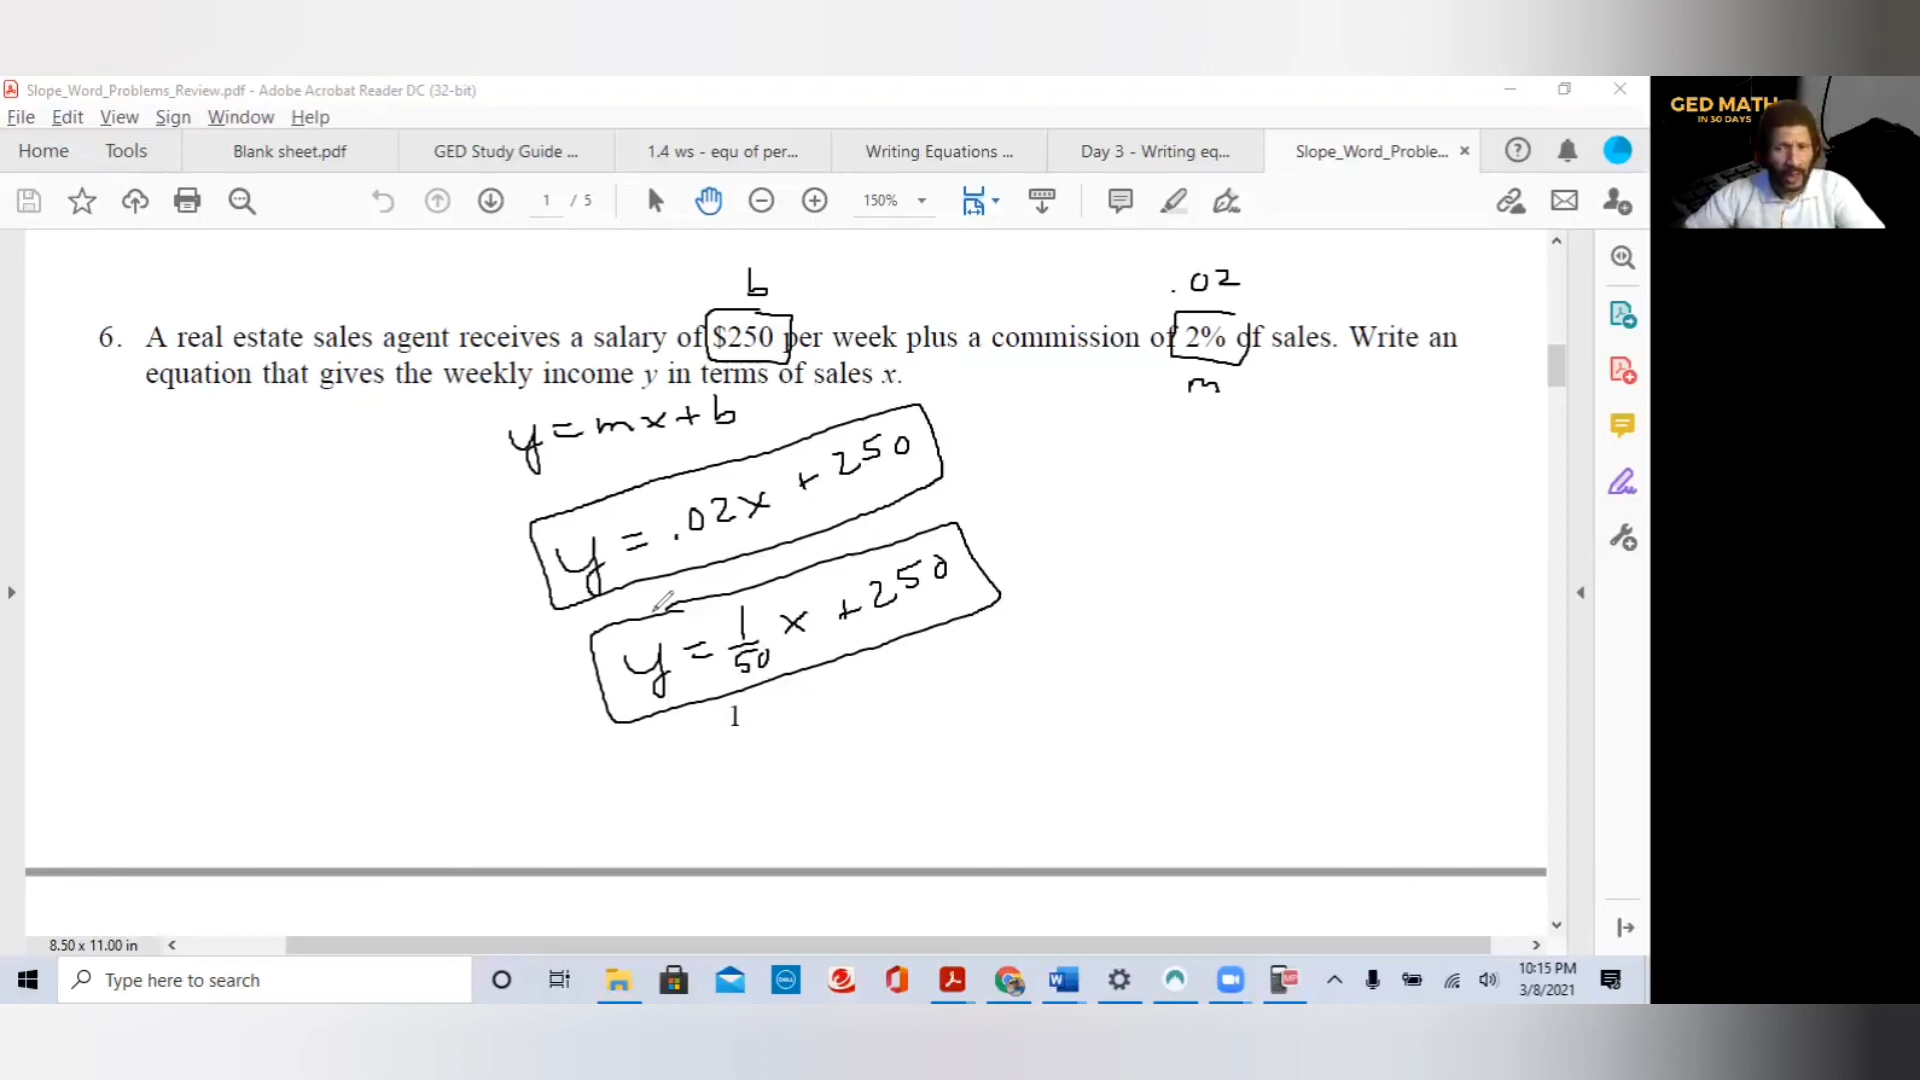 Slope_Word_Problems_Review.pdf - Adobe Acrobat Reader DC (32-bit)
File Edit View Sign Window Help
Home Tools Blank sheet.pdf GED Study Guide ... 1.4 ws - equ of per... Writing Equations ... Day 3 - Writing eq... Slope_Word_Proble...
1 / 5 150%
GED MATH
IN 30 DAYS
b .02
6. A real estate sales agent receives a salary of $250 per week plus a commission of 2% of sales. Write an
equation that gives the weekly income y in terms of sales x.
m
y = mx + b
y = .02x + 250
y = 1/50 x + 250
1
8.50 x 11.00 in
Type here to search
DELL
W
MP
10:15 PM
3/8/2021